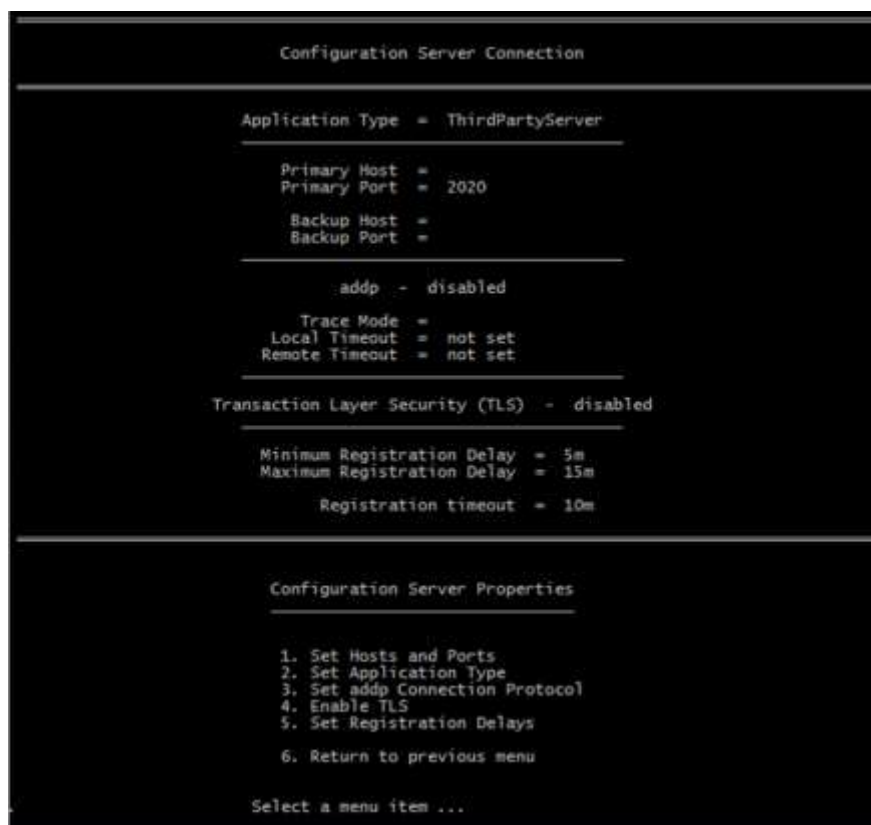 Configuration Server Connection
Application Type = ThirdPartyServer
Primary Host =
Primary Port = 2020
Backup Host =
Backup Port =
addp - disabled
Trace Mode =
Local Timeout = not set
Remote Timeout = not set
Transaction Layer Security (TLS) - disabled
Minimum Registration Delay = 5m
Maximum Registration Delay = 15m
Registration timeout = 10m
Configuration Server Properties
1. Set Hosts and Ports
2. Set Application Type
3. Set addp Connection Protocol
4. Enable TLS
5. Set Registration Delays
6. Return to previous menu
Select a menu item ...